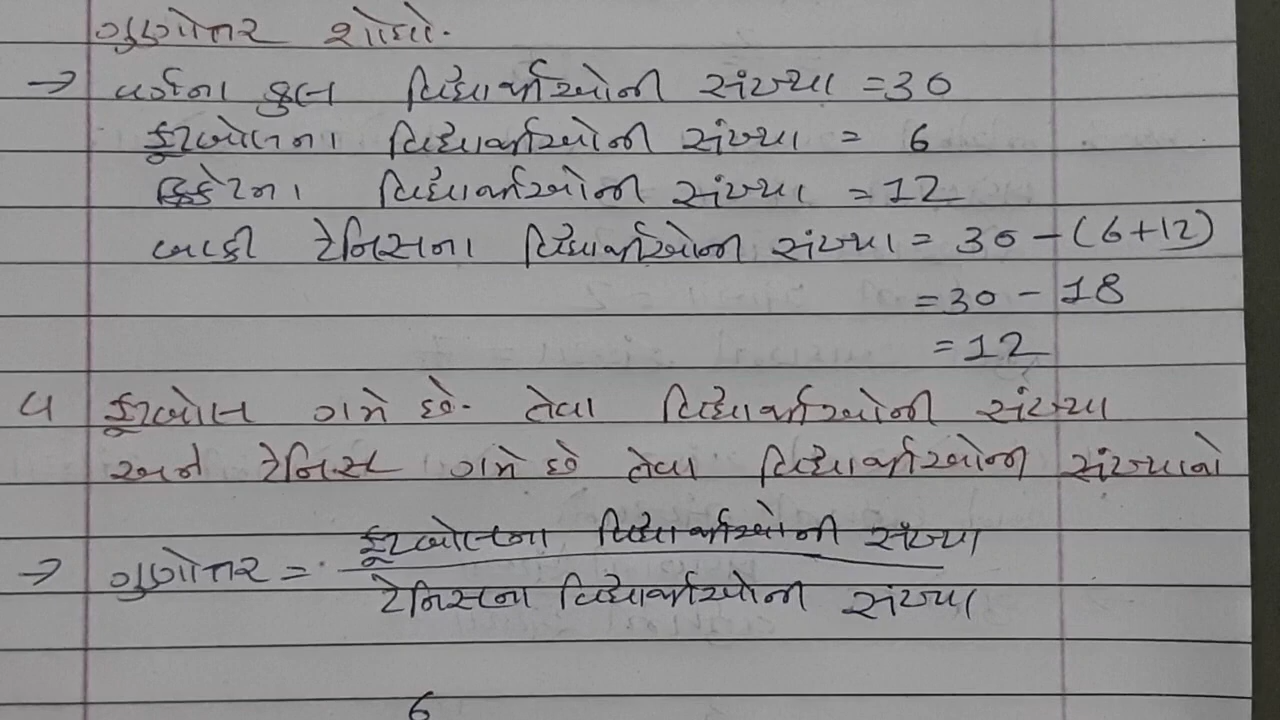 ગુણોત્તર શોધો.
→ વર્ગના કુલ વિદ્યાર્થીઓની સંખ્યા = 30
ફૂટબોલના વિદ્યાર્થીઓની સંખ્યા = 6
ક્રિકેટના વિદ્યાર્થીઓની સંખ્યા = 12
બાકી ટેનિસના વિદ્યાર્થીઓની સંખ્યા = 30 - (6+12)
= 30 - 18
= 12
ફૂટબોલ ગમે છે. તેવા વિદ્યાર્થીઓની સંખ્યા
અને ટેનિસ ગમે છે તેવા વિદ્યાર્થીઓની સંખ્યાનો
ફૂટબોલના વિદ્યાર્થીઓની સંખ્યા
→ ગુણોત્તર =
ટેનિસના વિદ્યાર્થીઓની સંખ્યા
6